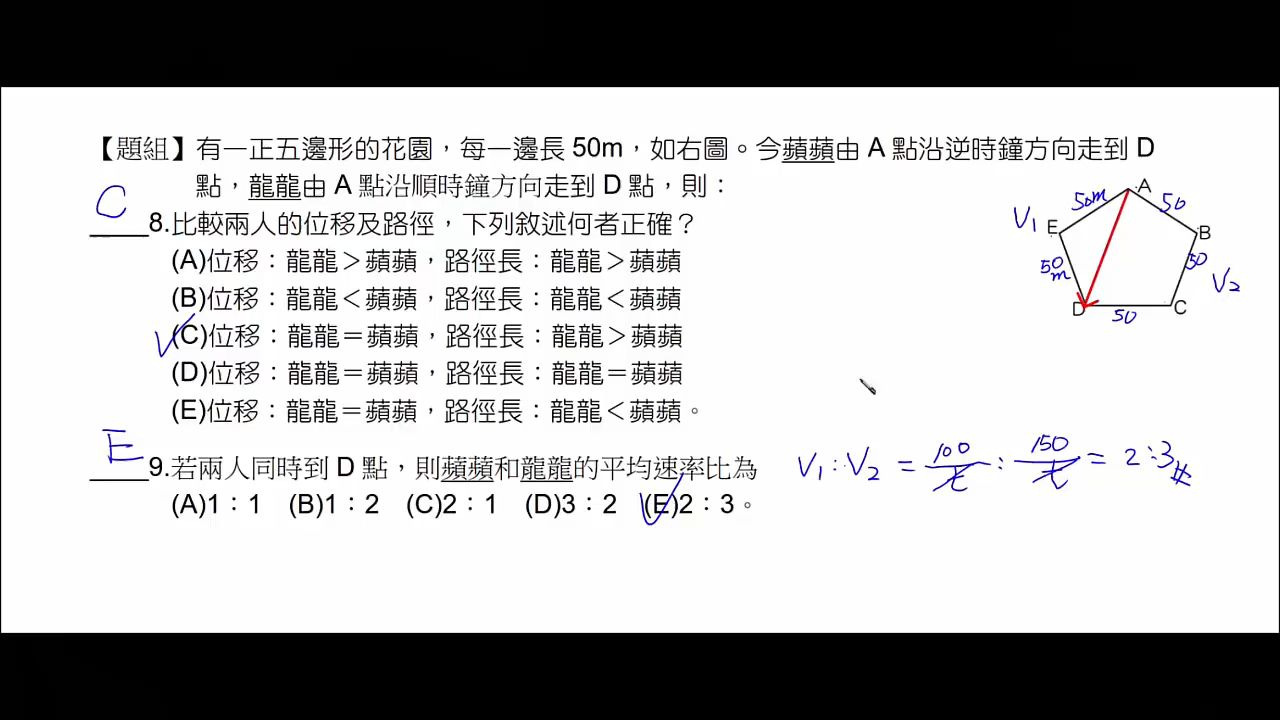 【題組】有一正五邊形的花園，每一邊長 50m，如右圖。今蘋蘋由 A 點沿逆時鐘方向走到 D
點，龍龍由 A 點沿順時鐘方向走到 D 點，則：
C
8.比較兩人的位移及路徑，下列敘述何者正確？
(A)位移：龍龍＞蘋蘋，路徑長：龍龍＞蘋蘋
(B)位移：龍龍＜蘋蘋，路徑長：龍龍＜蘋蘋
(C)位移：龍龍＝蘋蘋，路徑長：龍龍＞蘋蘋
(D)位移：龍龍＝蘋蘋，路徑長：龍龍＝蘋蘋
(E)位移：龍龍＝蘋蘋，路徑長：龍龍＜蘋蘋。
E
9.若兩人同時到 D 點，則蘋蘋和龍龍的平均速率比為
(A)1：1 (B)1：2 (C)2：1 (D)3：2 (E)2：3。
A
50m
50
V1
E
B
50m
50
V2
D
50
C
V1:V2 = 100/t : 150/t = 2:3#